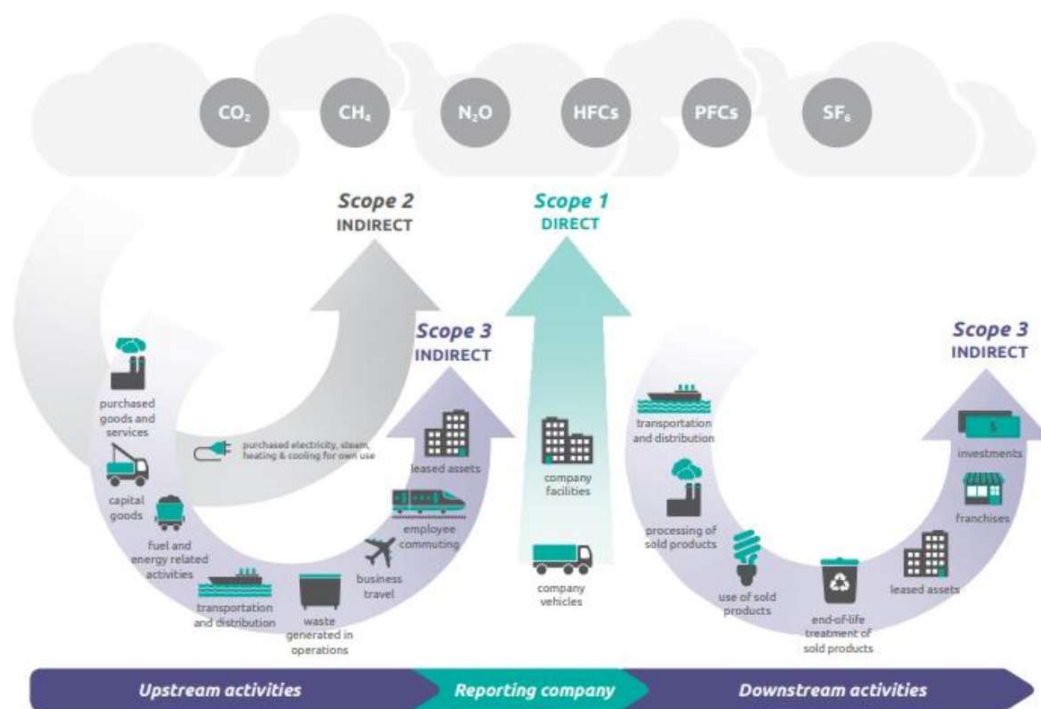 CO₂
CH₄
N₂O
HFCs
PFCs
SF₆
Scope 2
INDIRECT
Scope 1
DIRECT
Scope 3
INDIRECT
Scope 3
INDIRECT
purchased
goods and
services
capital
goods
fuel and
energy related
activities
transportation
and distribution
waste
generated in
operations
business
travel
employee
commuting
leased assets
purchased electricity, steam,
heating & cooling for own use
company
facilities
company
vehicles
transportation
and distribution
processing of
sold products
use of sold
products
end-of-life
treatment of
sold products
leased assets
franchises
investments
$
Upstream activities
Reporting company
Downstream activities